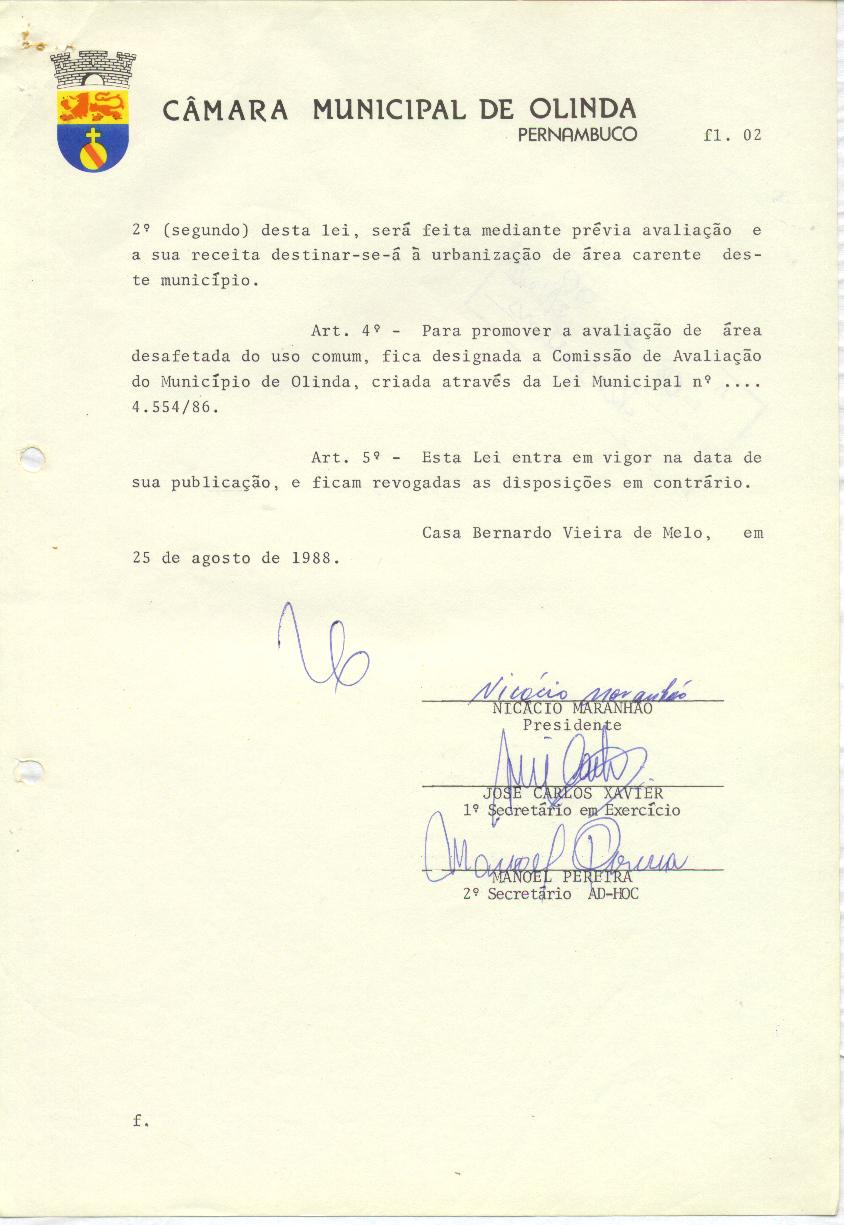 CÂMARA MUNICIPAL DE OLINDA
PERNAMBUCO
fl. 02
2º (segundo) desta lei, será feita mediante prévia avaliação e
a sua receita destinar-se-á à urbanização de área carente des-
te município.
Art. 4º - Para promover a avaliação de área
desafetada do uso comum, fica designada a Comissão de Avaliação
do Município de Olinda, criada através da Lei Municipal nº ....
4.554/86.
Art. 5º - Esta Lei entra em vigor na data de
sua publicação, e ficam revogadas as disposições em contrário.
Casa Bernardo Vieira de Melo, em
25 de agosto de 1988.
Nicácio Maranhão
NICÁCIO MARANHÃO
Presidente
JOSÉ CARLOS XAVIER
1º Secretário em Exercício
Manoel Pereira
MANOEL PEREIRA
2º Secretário AD-HOC
f.